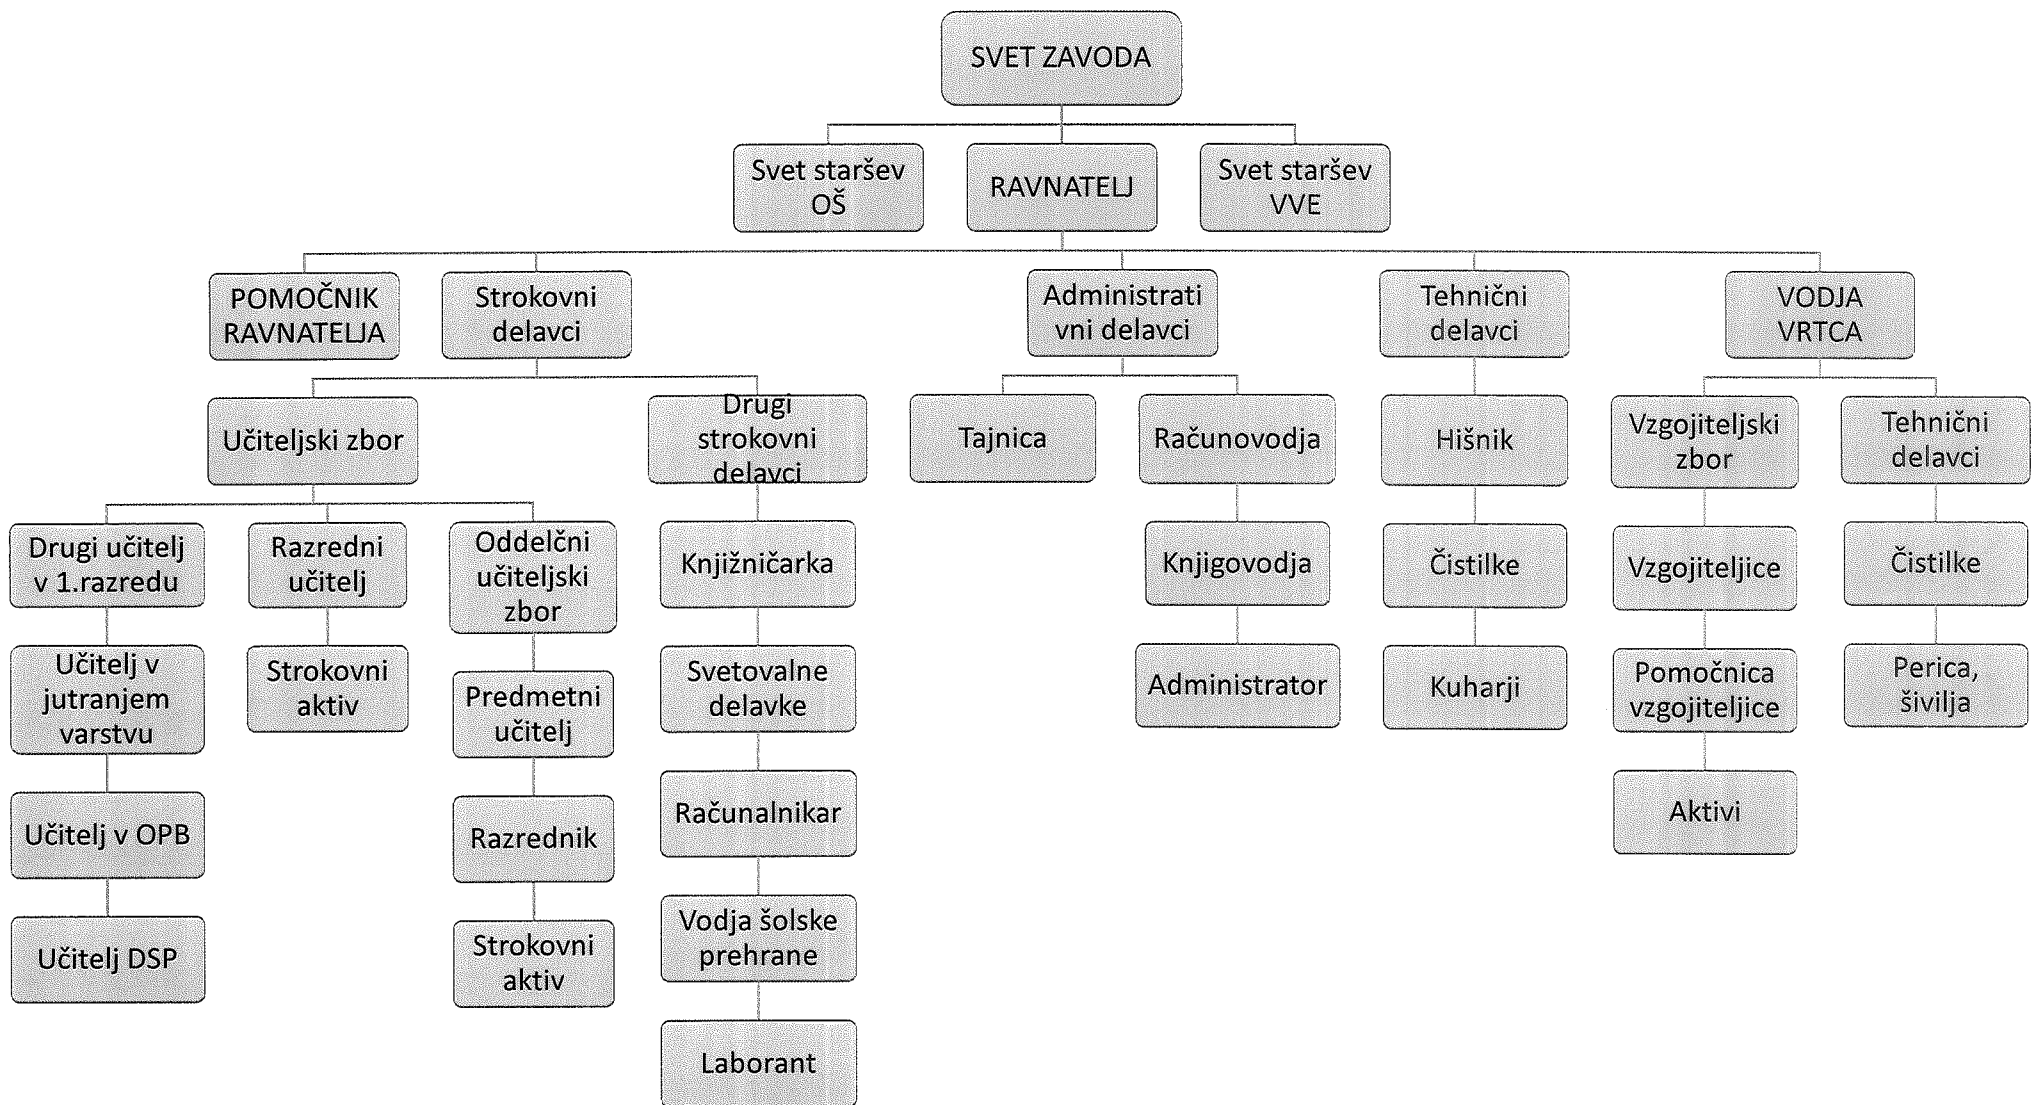 SVET ZAVODA
Svet staršev
OŠ
RAVNATELJ
Svet staršev
VVE
POMOČNIK
RAVNATELJA
Strokovni
delavci
Administrati
vni delavci
Tehnični
delavci
VODJA
VRTCA
Učiteljski zbor
Drugi
strokovni
delavci
Tajnica
Računovodja
Hišnik
Vzgojiteljski
zbor
Tehnični
delavci
Drugi učitelj
v 1.razredu
Razredni
učitelj
Oddelčni
učiteljski
zbor
Knjižničarka
Knjigovodja
Čistilke
Vzgojiteljice
Čistilke
Učitelj v
jutranjem
varstvu
Strokovni
aktiv
Predmetni
učitelj
Svetovalne
delavke
Administrator
Kuharji
Pomočnica
vzgojiteljice
Perica,
šivilja
Učitelj v OPB
Razrednik
Računalnikar
Aktivi
Učitelj DSP
Strokovni
aktiv
Vodja šolske
prehrane
Laborant